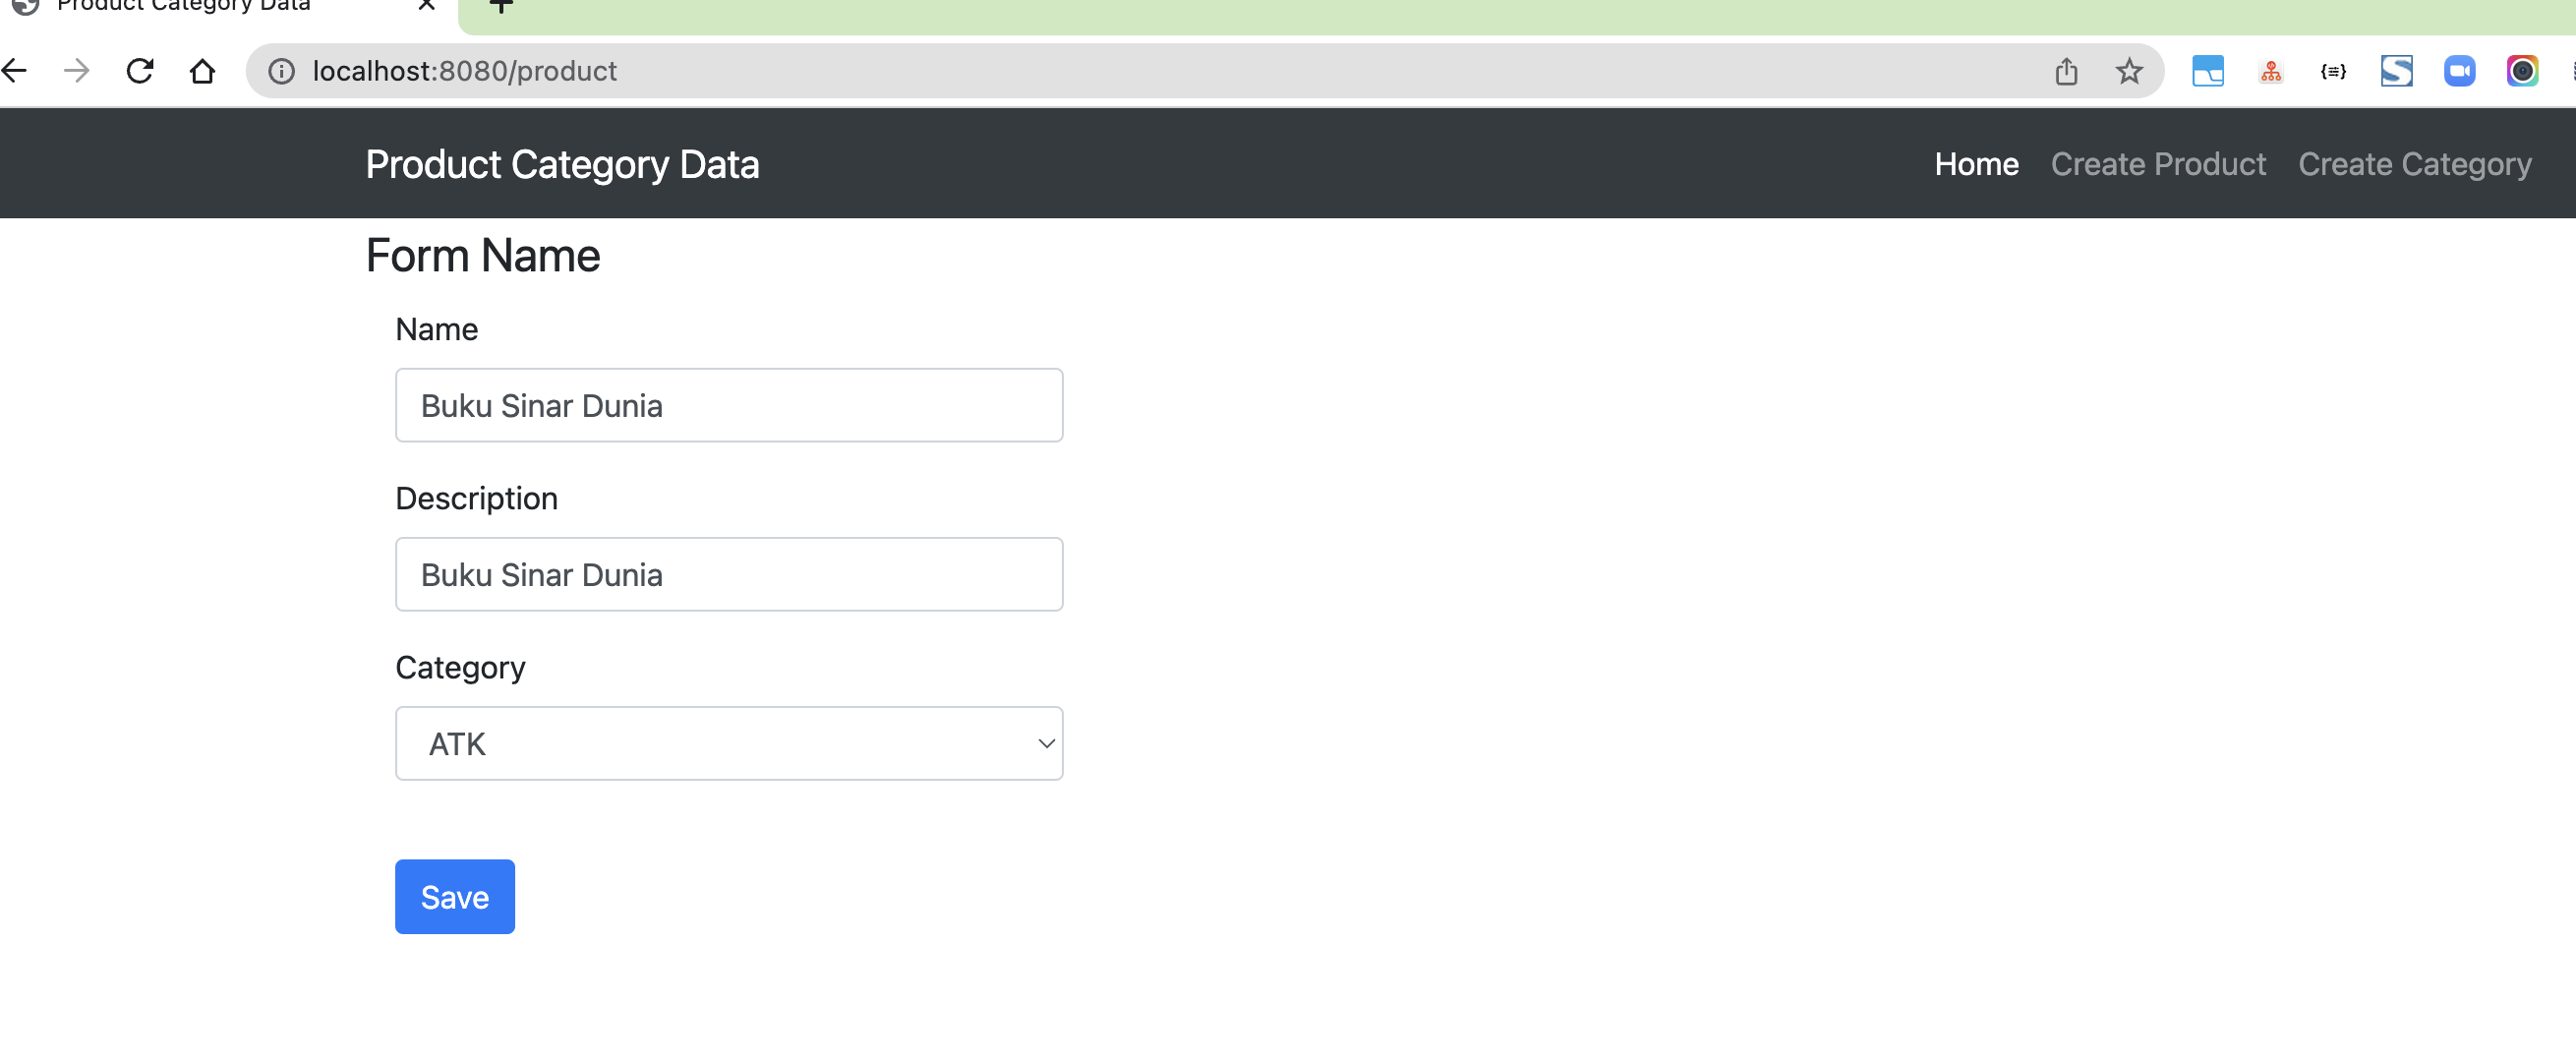 Product Category Data
localhost:8080/product
Product Category Data
Home Create Product Create Category
Form Name
Name
Buku Sinar Dunia
Description
Buku Sinar Dunia
Category
ATK
Save